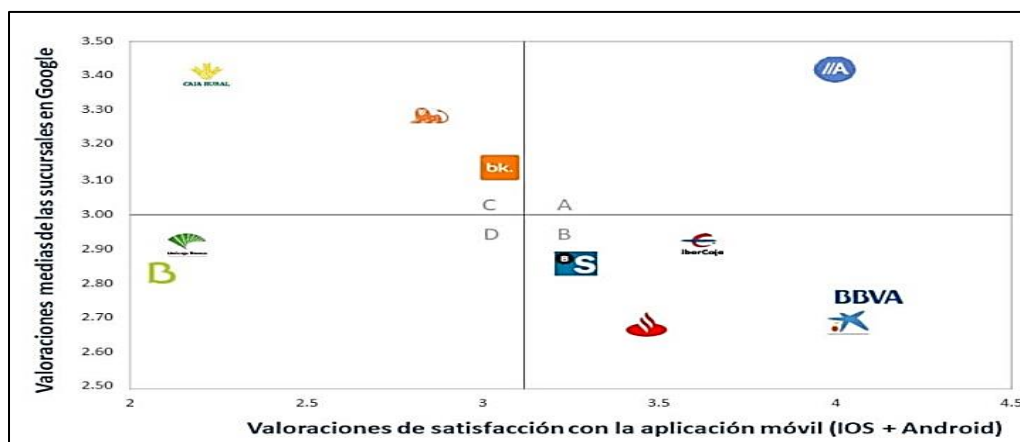 Valoraciones medias de las sucursales en Google
3.50
3.40
3.30
3.20
3.10
3.00
2.90
2.80
2.70
2.60
2.50
CAJA RURAL
//A
bk.
C A
D B
Unicaja Banco
B
B S
iberCaja
BBVA
2 2.5 3 3.5 4 4.5
Valoraciones de satisfacción con la aplicación móvil (IOS + Android)